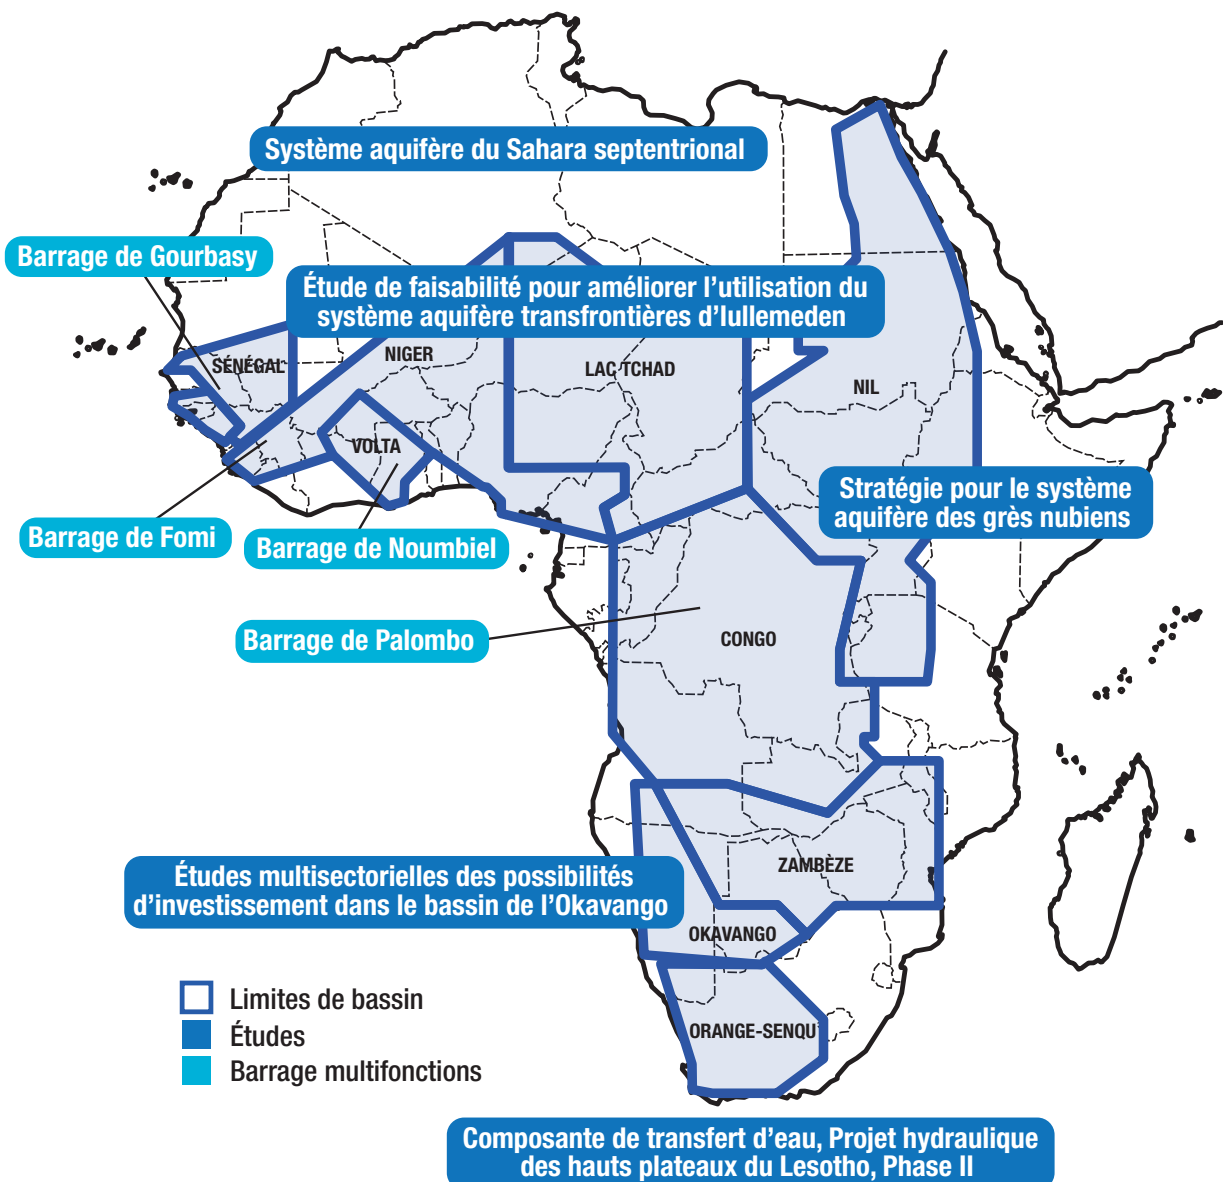 Système aquifère du Sahara septentrional
Barrage de Gourbasy
Étude de faisabilité pour améliorer l'utilisation du
système aquifère transfrontières d'lullemeden
SÉNÉGAL
NIGER
LAC TCHAD
NIL
VOLTA
Stratégie pour le système
aquifère des grès nubiens
Barrage de Fomi
Barrage de Noumbiel
Barrage de Palombo
CONGO
ZAMBÈZE
Études multisectorielles des possibilités
d'investissement dans le bassin de l'Okavango
OKAVANGO
Limites de bassin
Études
Barrage multifonctions
ORANGE-SENQU
Composante de transfert d'eau, Projet hydraulique
des hauts plateaux du Lesotho, Phase II